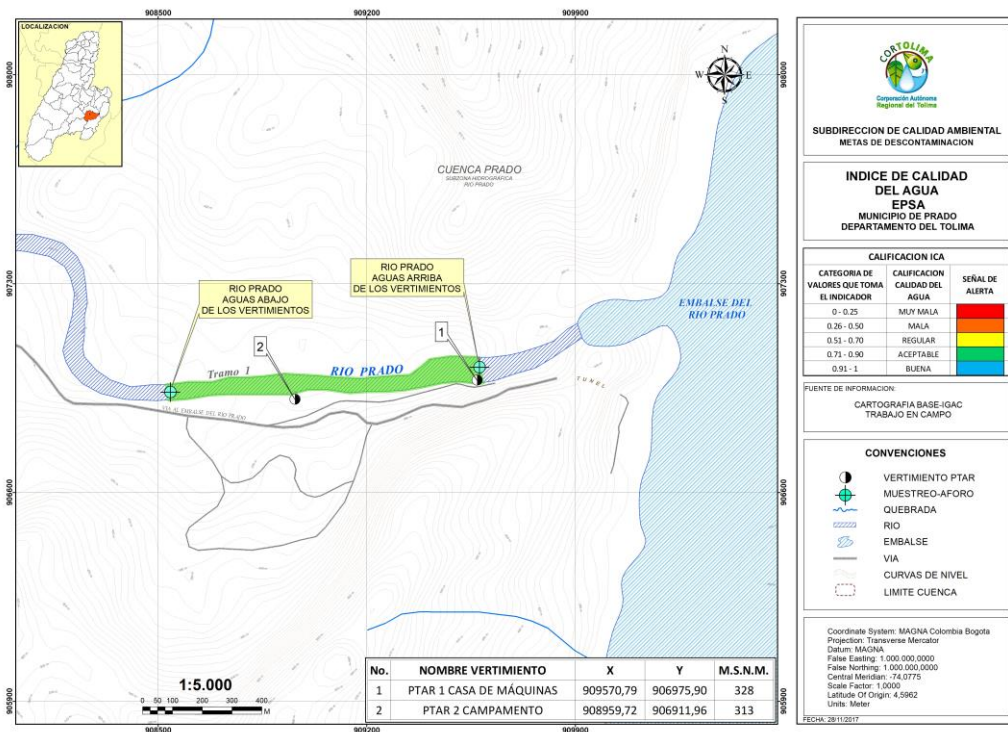 LOCALIZACION
908500
909200
909900
908000
908000
N
W
E
S
CUENCA PRADO
SUBZONA HIDROGRAFICA
RIO PRADO
907300
907300
RIO PRADO
AGUAS ABAJO
DE LOS VERTIMIENTOS
RIO PRADO
AGUAS ARRIBA
DE LOS VERTIMIENTOS
EMBALSE DEL
RIO PRADO
1
2
Tramo 1
RIO PRADO
TUNEL
VIA AL EMBALSE DEL RIO PRADO
906600
906600
905900
905900
1:5.000
0 50 100 200 300 400
M
No. NOMBRE VERTIMIENTO X Y M.S.N.M.
1 PTAR 1 CASA DE MÁQUINAS 909570,79 906975,90 328
2 PTAR 2 CAMPAMENTO 908959,72 906911,96 313
908500
909200
909900
CORTOLIMA
Corporación Autónoma
Regional del Tolima
SUBDIRECCION DE CALIDAD AMBIENTAL
METAS DE DESCONTAMINACION
INDICE DE CALIDAD
DEL AGUA
EPSA
MUNICIPIO DE PRADO
DEPARTAMENTO DEL TOLIMA
CALIFICACION ICA
CATEGORIA DE
VALORES QUE TOMA
EL INDICADOR
CALIFICACION
CALIDAD DEL
AGUA
SEÑAL DE
ALERTA
0 - 0.25 MUY MALA
0.26 - 0.50 MALA
0.51 - 0.70 REGULAR
0.71 - 0.90 ACEPTABLE
0.91 - 1 BUENA
FUENTE DE INFORMACION:
CARTOGRAFIA BASE-IGAC
TRABAJO EN CAMPO
CONVENCIONES
VERTIMIENTO PTAR
MUESTREO-AFORO
QUEBRADA
RIO
EMBALSE
VIA
CURVAS DE NIVEL
LIMITE CUENCA
Coordinate System: MAGNA Colombia Bogota
Projection: Transverse Mercator
Datum: MAGNA
False Easting: 1.000.000,0000
False Northing: 1.000.000,0000
Central Meridian: -74,0775
Scale Factor: 1,0000
Latitude Of Origin: 4,5962
Units: Meter
FECHA: 28/11/2017